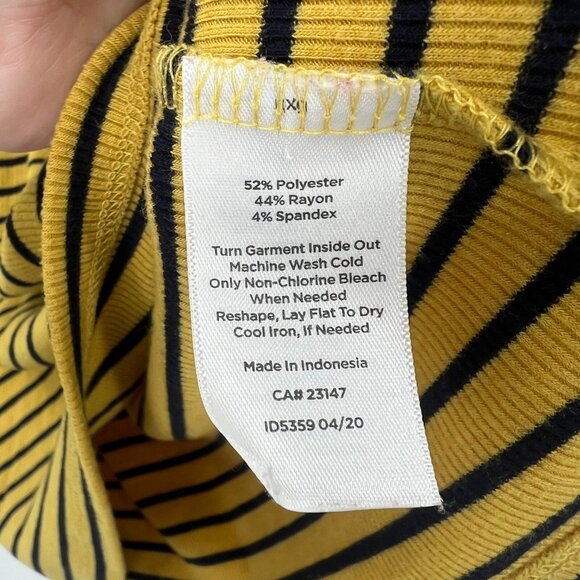 52% Polyester
44% Rayon
4% Spandex
Turn Garment Inside Out
Machine Wash Cold
Only Non-Chlorine Bleach
When Needed
Reshape, Lay Flat To Dry
Cool Iron, If Needed
Made In Indonesia
CA# 23147
ID5359 04/20